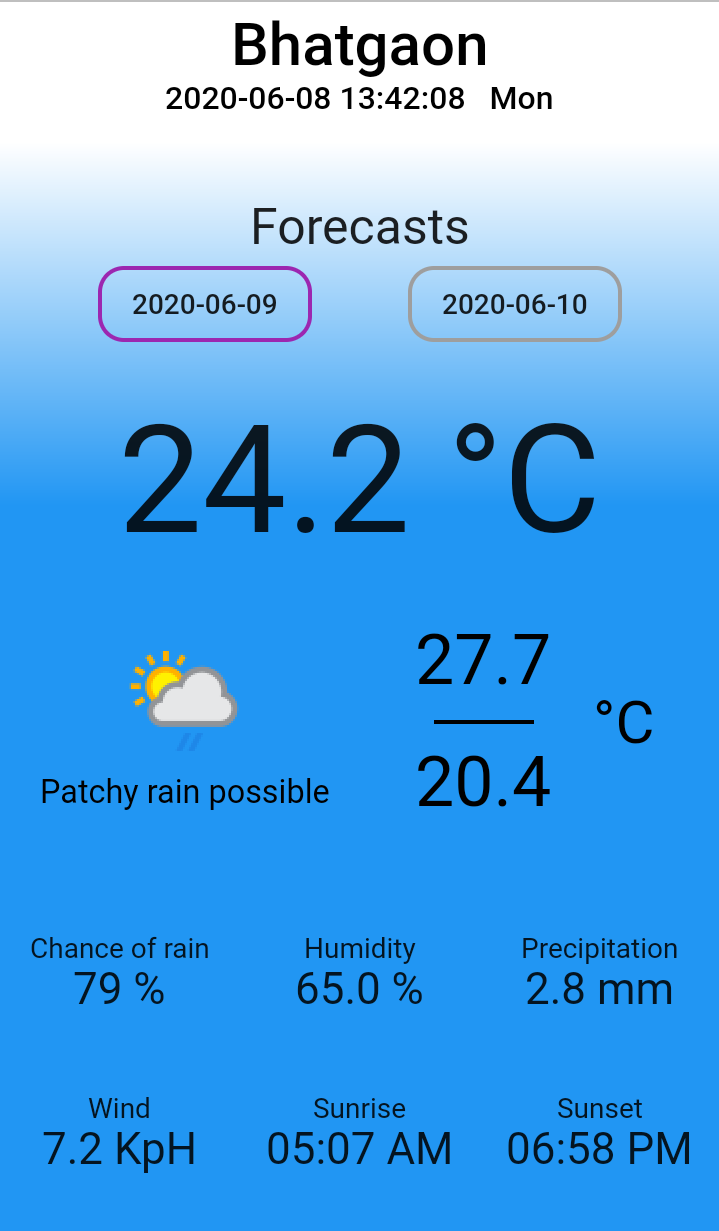 Bhatgaon
2020-06-08 13:42:08 Mon
Forecasts
2020-06-09 2020-06-10
24.2 °C
27.7
°C
20.4
Patchy rain possible
Chance of rain Humidity Precipitation
79 % 65.0 % 2.8 mm
Wind Sunrise Sunset
7.2 KpH 05:07 AM 06:58 PM